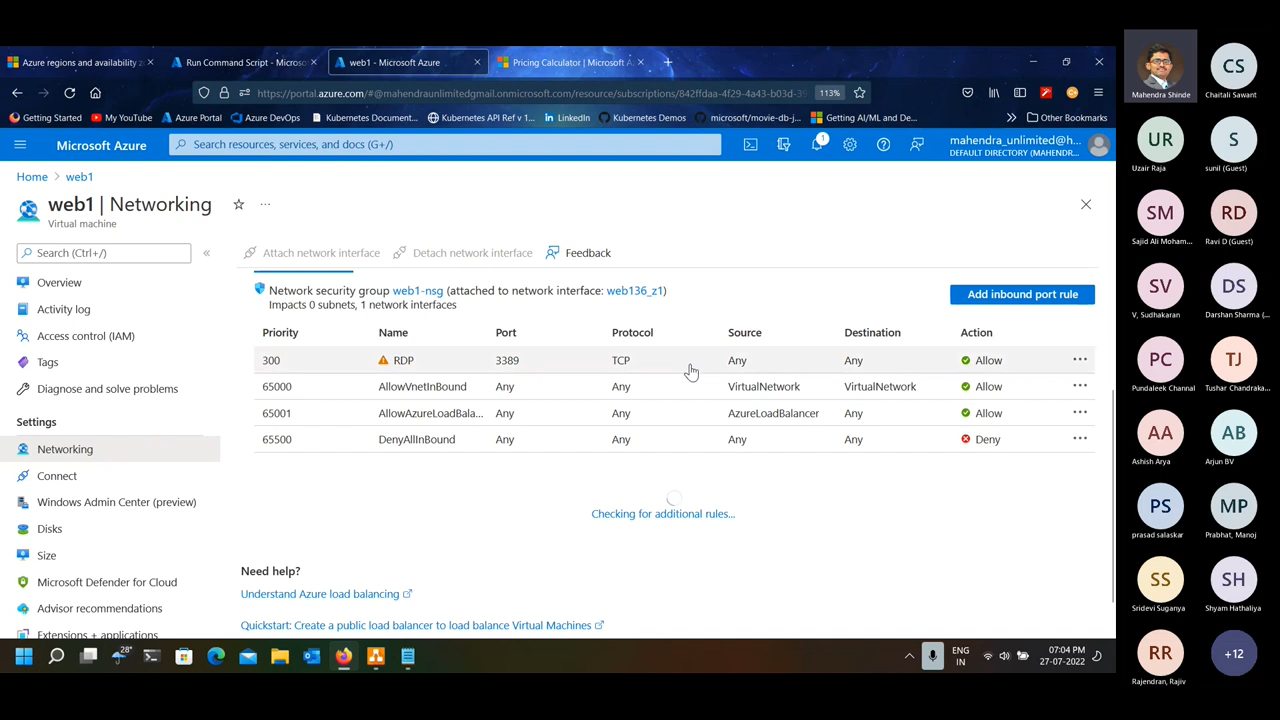 Azure regions and availability z
Run Command Script - Microso
web1 - Microsoft Azure
Pricing Calculator | Microsoft A
https://portal.azure.com/#@mahendraunlimitedgmail.onmicrosoft.com/resource/subscriptions/842ffdaa-4f29-4a43-b03d-39
113%
Getting Started
My YouTube
Azure Portal
Azure DevOps
Kubernetes Document...
Kubernetes API Ref v 1...
LinkedIn
Kubernetes Demos
microsoft/movie-db-j...
Getting AI/ML and De...
Other Bookmarks
Microsoft Azure
Search resources, services, and docs (G+/)
1
mahendra_unlimited@h...
DEFAULT DIRECTORY (MAHENDR...
Home > web1
web1 | Networking
Virtual machine
Search (Ctrl+/)
Overview
Activity log
Access control (IAM)
Tags
Diagnose and solve problems
Settings
Networking
Connect
Windows Admin Center (preview)
Disks
Size
Microsoft Defender for Cloud
Advisor recommendations
Extensions + applications
Attach network interface
Detach network interface
Feedback
Network security group web1-nsg (attached to network interface: web136_z1)
Impacts 0 subnets, 1 network interfaces
Add inbound port rule
Priority Name Port Protocol Source Destination Action
300 RDP 3389 TCP Any Any Allow
65000 AllowVnetInBound Any Any VirtualNetwork VirtualNetwork Allow
65001 AllowAzureLoadBala... Any Any AzureLoadBalancer Any Allow
65500 DenyAllInBound Any Any Any Any Deny
Checking for additional rules...
Need help?
Understand Azure load balancing
Quickstart: Create a public load balancer to load balance Virtual Machines
28°
ENG
IN
07:04 PM
27-07-2022
Mahendra Shinde
CS
Chaitali Sawant
UR
Uzair Raja
S
sunil (Guest)
SM
Sajid Ali Moham...
RD
Ravi D (Guest)
SV
V, Sudhakaran
DS
Darshan Sharma (...
PC
Pundaleek Channal
TJ
Tushar Chandraka...
AA
Ashish Arya
AB
Arjun BV
PS
prasad salaskar
MP
Prabhat, Manoj
SS
Sridevi Suganya
SH
Shyam Hathaliya
RR
Rajendran, Rajiv
+12